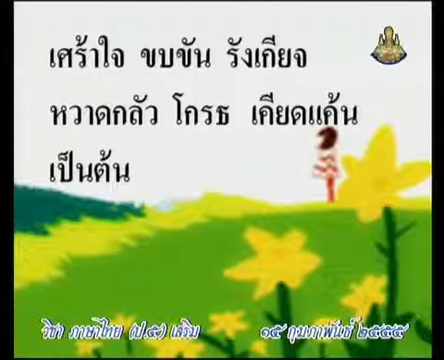 เศร้าใจ ขบขัน รังเกียจ
หวาดกลัว โกรธ เคียดแค้น
เป็นต้น
วิชา ภาษาไทย (ป.๕) เสริม ๑๕ กุมภาพันธ์ ๒๕๕๕